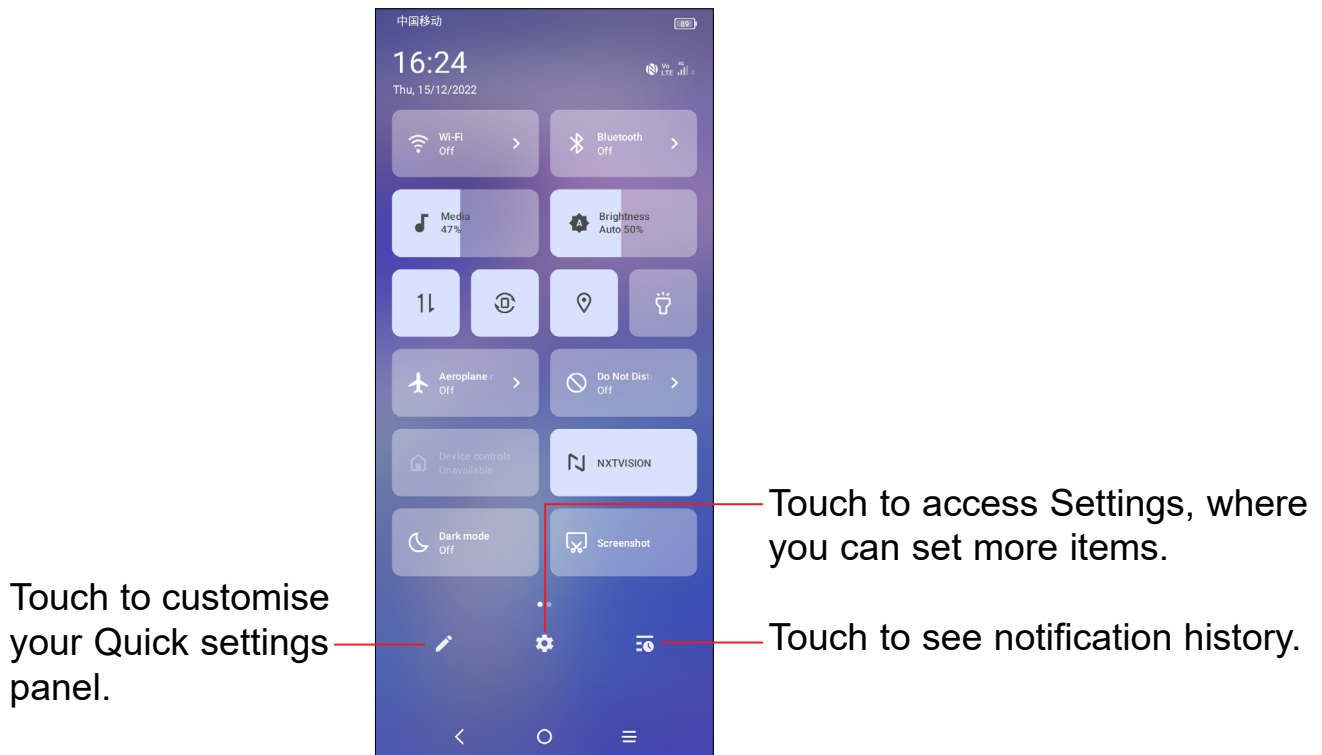 中国移动
89
16:24
Vo LTE 4G
Thu, 15/12/2022
Wi-Fi
Off
Bluetooth
Off
Media
47%
A
Brightness
Auto 50%
Aeroplane
Off
Do Not Dist
Off
Device controls
Unavailable
NXTVISION
Dark mode
Off
Screenshot
Touch to access Settings, where
you can set more items.
Touch to customise
your Quick settings
panel.
Touch to see notification history.